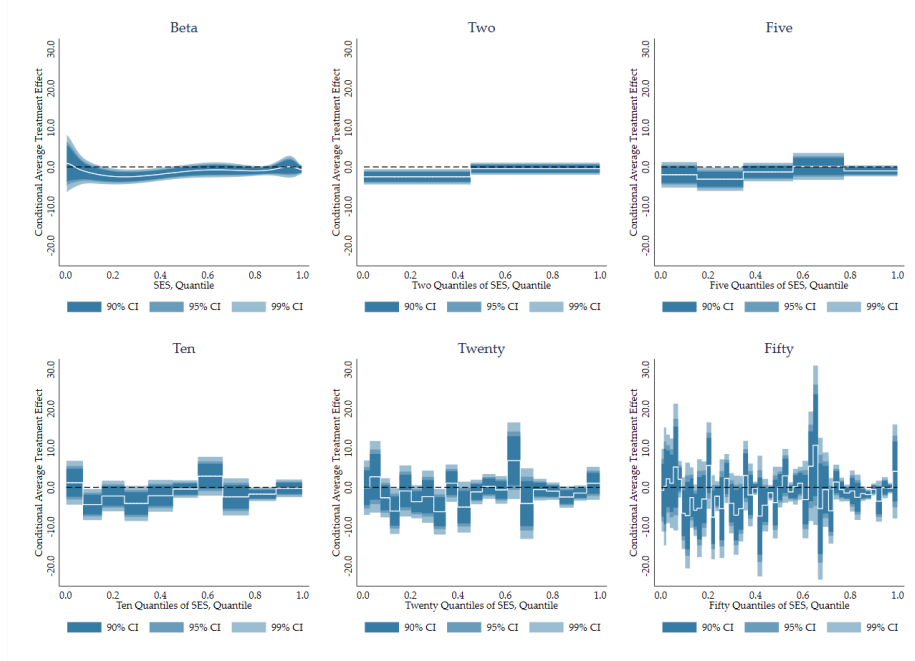 Beta
Two
Five
Conditional Average Treatment Effect
30.0
20.0
10.0
0.0
-10.0
-20.0
0.0 0.2 0.4 0.6 0.8 1.0
SES, Quantile
90% CI 95% CI 99% CI
Conditional Average Treatment Effect
30.0
20.0
10.0
0.0
-10.0
-20.0
0.0 0.2 0.4 0.6 0.8 1.0
Two Quantiles of SES, Quantile
90% CI 95% CI 99% CI
Conditional Average Treatment Effect
30.0
20.0
10.0
0.0
-10.0
-20.0
0.0 0.2 0.4 0.6 0.8 1.0
Five Quantiles of SES, Quantile
90% CI 95% CI 99% CI
Ten
Twenty
Fifty
Conditional Average Treatment Effect
30.0
20.0
10.0
0.0
-10.0
-20.0
0.0 0.2 0.4 0.6 0.8 1.0
Ten Quantiles of SES, Quantile
90% CI 95% CI 99% CI
Conditional Average Treatment Effect
30.0
20.0
10.0
0.0
-10.0
-20.0
0.0 0.2 0.4 0.6 0.8 1.0
Twenty Quantiles of SES, Quantile
90% CI 95% CI 99% CI
Conditional Average Treatment Effect
30.0
20.0
10.0
0.0
-10.0
-20.0
0.0 0.2 0.4 0.6 0.8 1.0
Fifty Quantiles of SES, Quantile
90% CI 95% CI 99% CI